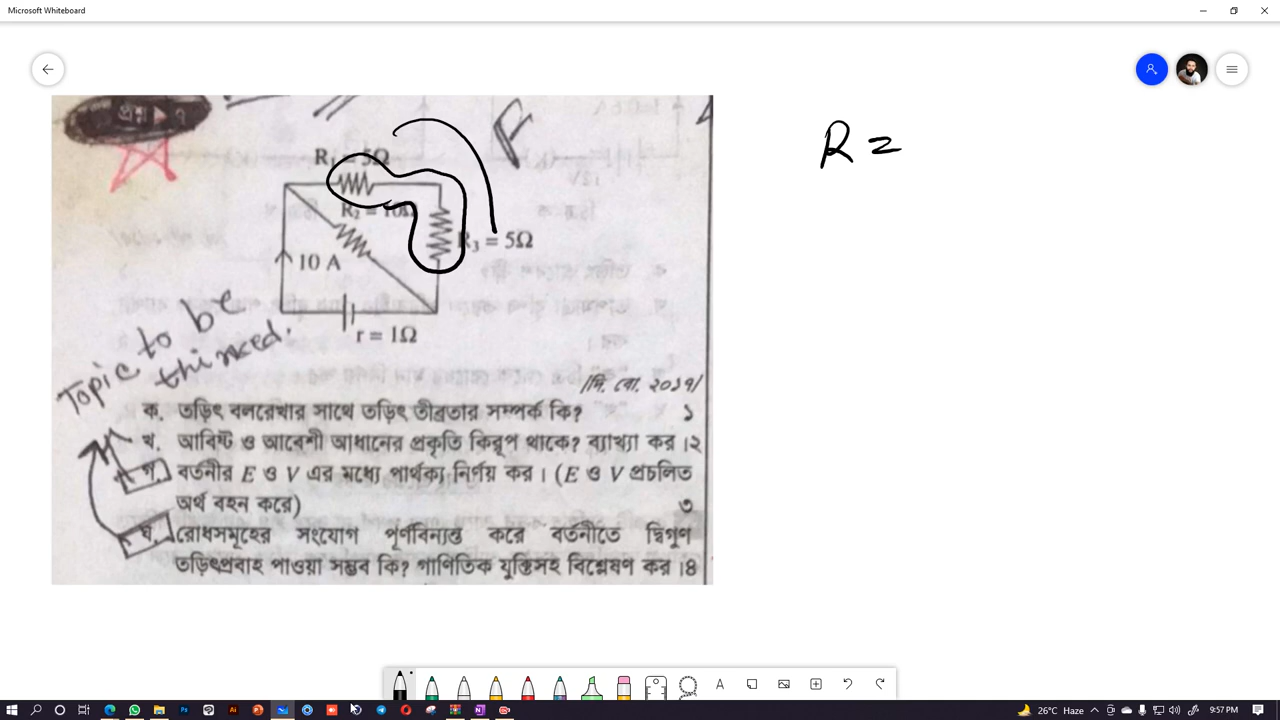 Microsoft Whiteboard
R =
প্রশ্ন ▶ ৭
R₁ = 5Ω
R₂ = 10Ω
R₃ = 5Ω
10 A
r = 1Ω
Topic to be
thinked.
/দি. বো. ২০১৭/
ক. তড়িৎ বলরেখার সাথে তড়িৎ তীব্রতার সম্পর্ক কি? ১
খ. আবিষ্ট ও আবেশী আধানের প্রকৃতি কিরূপ থাকে? ব্যাখ্যা কর। ২
গ. বর্তনীর E ও V এর মধ্যে পার্থক্য নির্ণয় কর। (E ও V প্রচলিত
অর্থ বহন করে) ৩
ঘ. রোধসমূহের সংযোগ পূর্ণবিন্যস্ত করে বর্তনীতে দ্বিগুণ
তড়িৎপ্রবাহ পাওয়া সম্ভব কি? গাণিতিক যুক্তিসহ বিশ্লেষণ কর। ৪
26°C Haze
9:57 PM